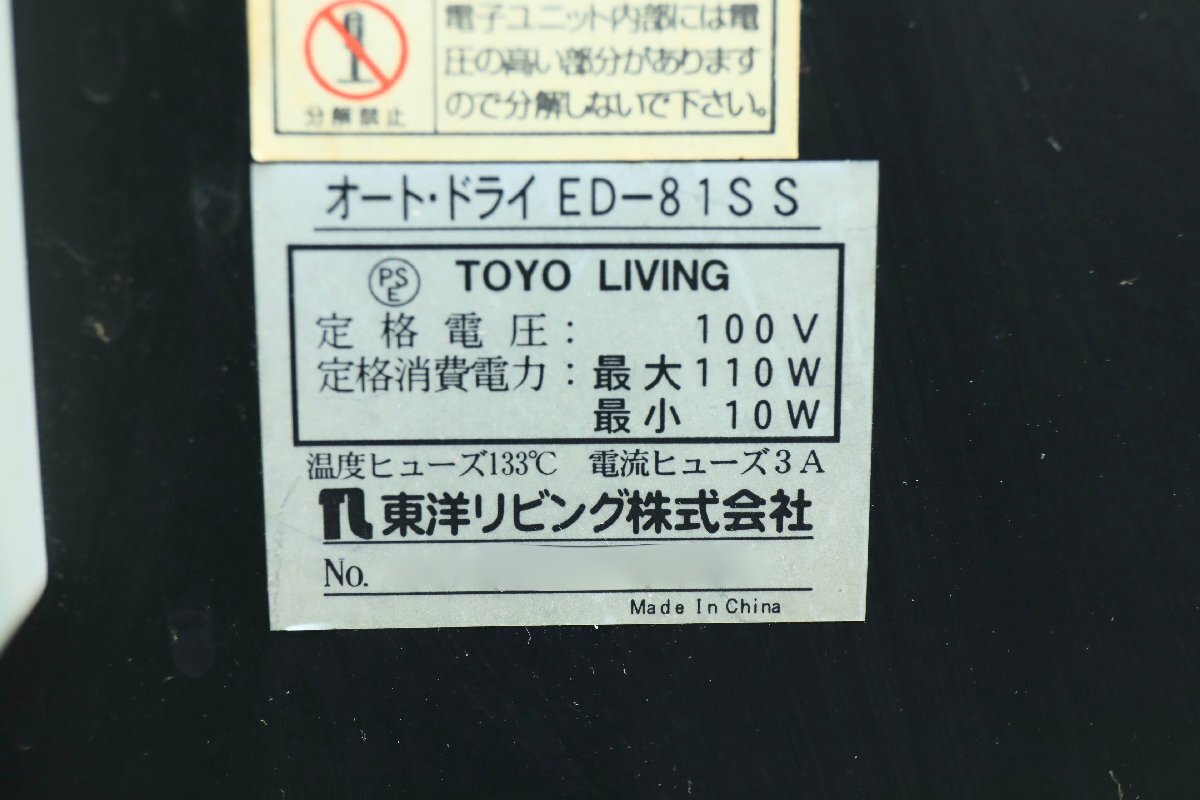 電子ユニット内部には電
圧の高い部分があります
ので分解しないで下さい。
分解禁止
オート・ドライ ED-81SS
PSE TOYO LIVING
定格電圧: 100V
定格消費電力: 最大110W
最小 10W
温度ヒューズ133℃ 電流ヒューズ3A
東洋リビング株式会社
No.
Made In China